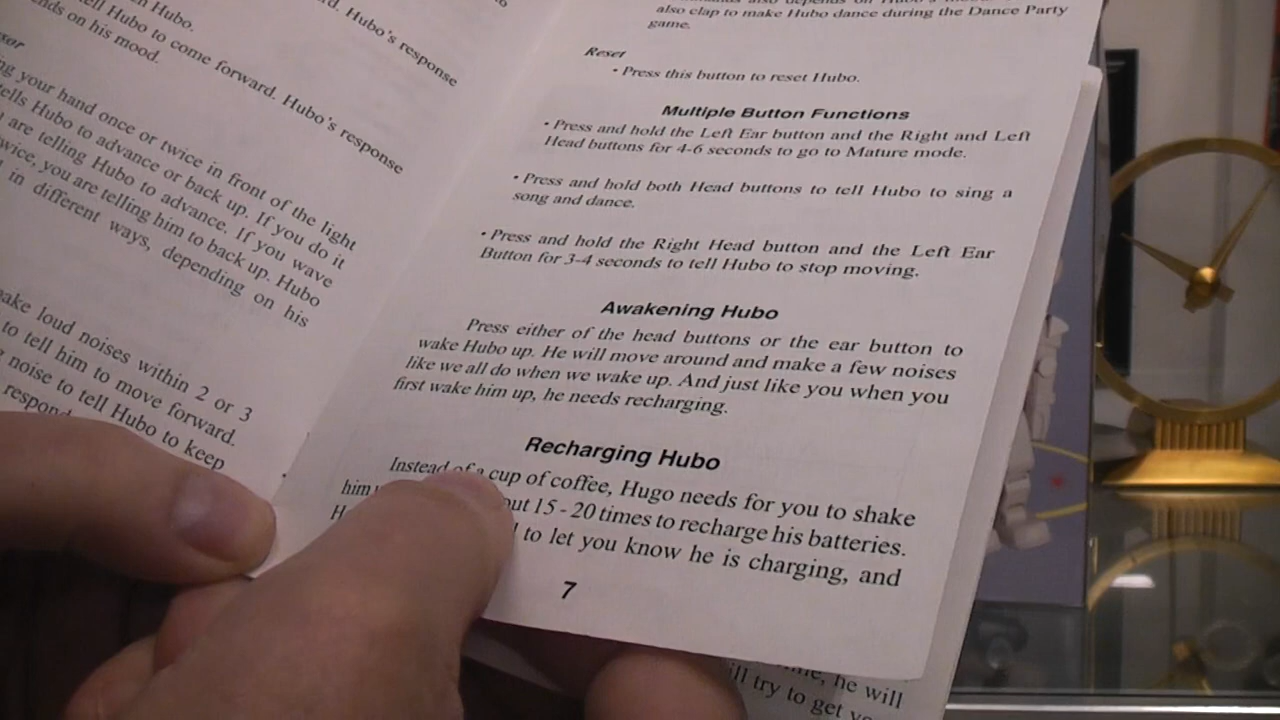 Hubo.
tell Hubo to come forward. Hubo's response
on his mood.
your hand once or twice in front of the light
tells Hubo to advance or back up. If you do it
are telling Hubo to advance. If you wave
twice, you are telling him to back up. Hubo
in different ways, depending on his
make loud noises within 2 or 3
to tell him to move forward.
noise to tell Hubo to keep
Hubo's response
also clap to make Hubo dance during the Dance Party
game.
Reset
• Press this button to reset Hubo.
Multiple Button Functions
• Press and hold the Left Ear button and the Right and Left
Head buttons for 4-6 seconds to go to Mature mode.
• Press and hold both Head buttons to tell Hubo to sing a
song and dance.
• Press and hold the Right Head button and the Left Ear
Button for 3-4 seconds to tell Hubo to stop moving.
Awakening Hubo
Press either of the head buttons or the ear button to
wake Hubo up. He will move around and make a few noises
like we all do when we wake up. And just like you when you
first wake him up, he needs recharging.
Recharging Hubo
Instead of a cup of coffee, Hugo needs for you to shake
him 15 - 20 times to recharge his batteries.
to let you know he is charging, and
7
he will
try to get